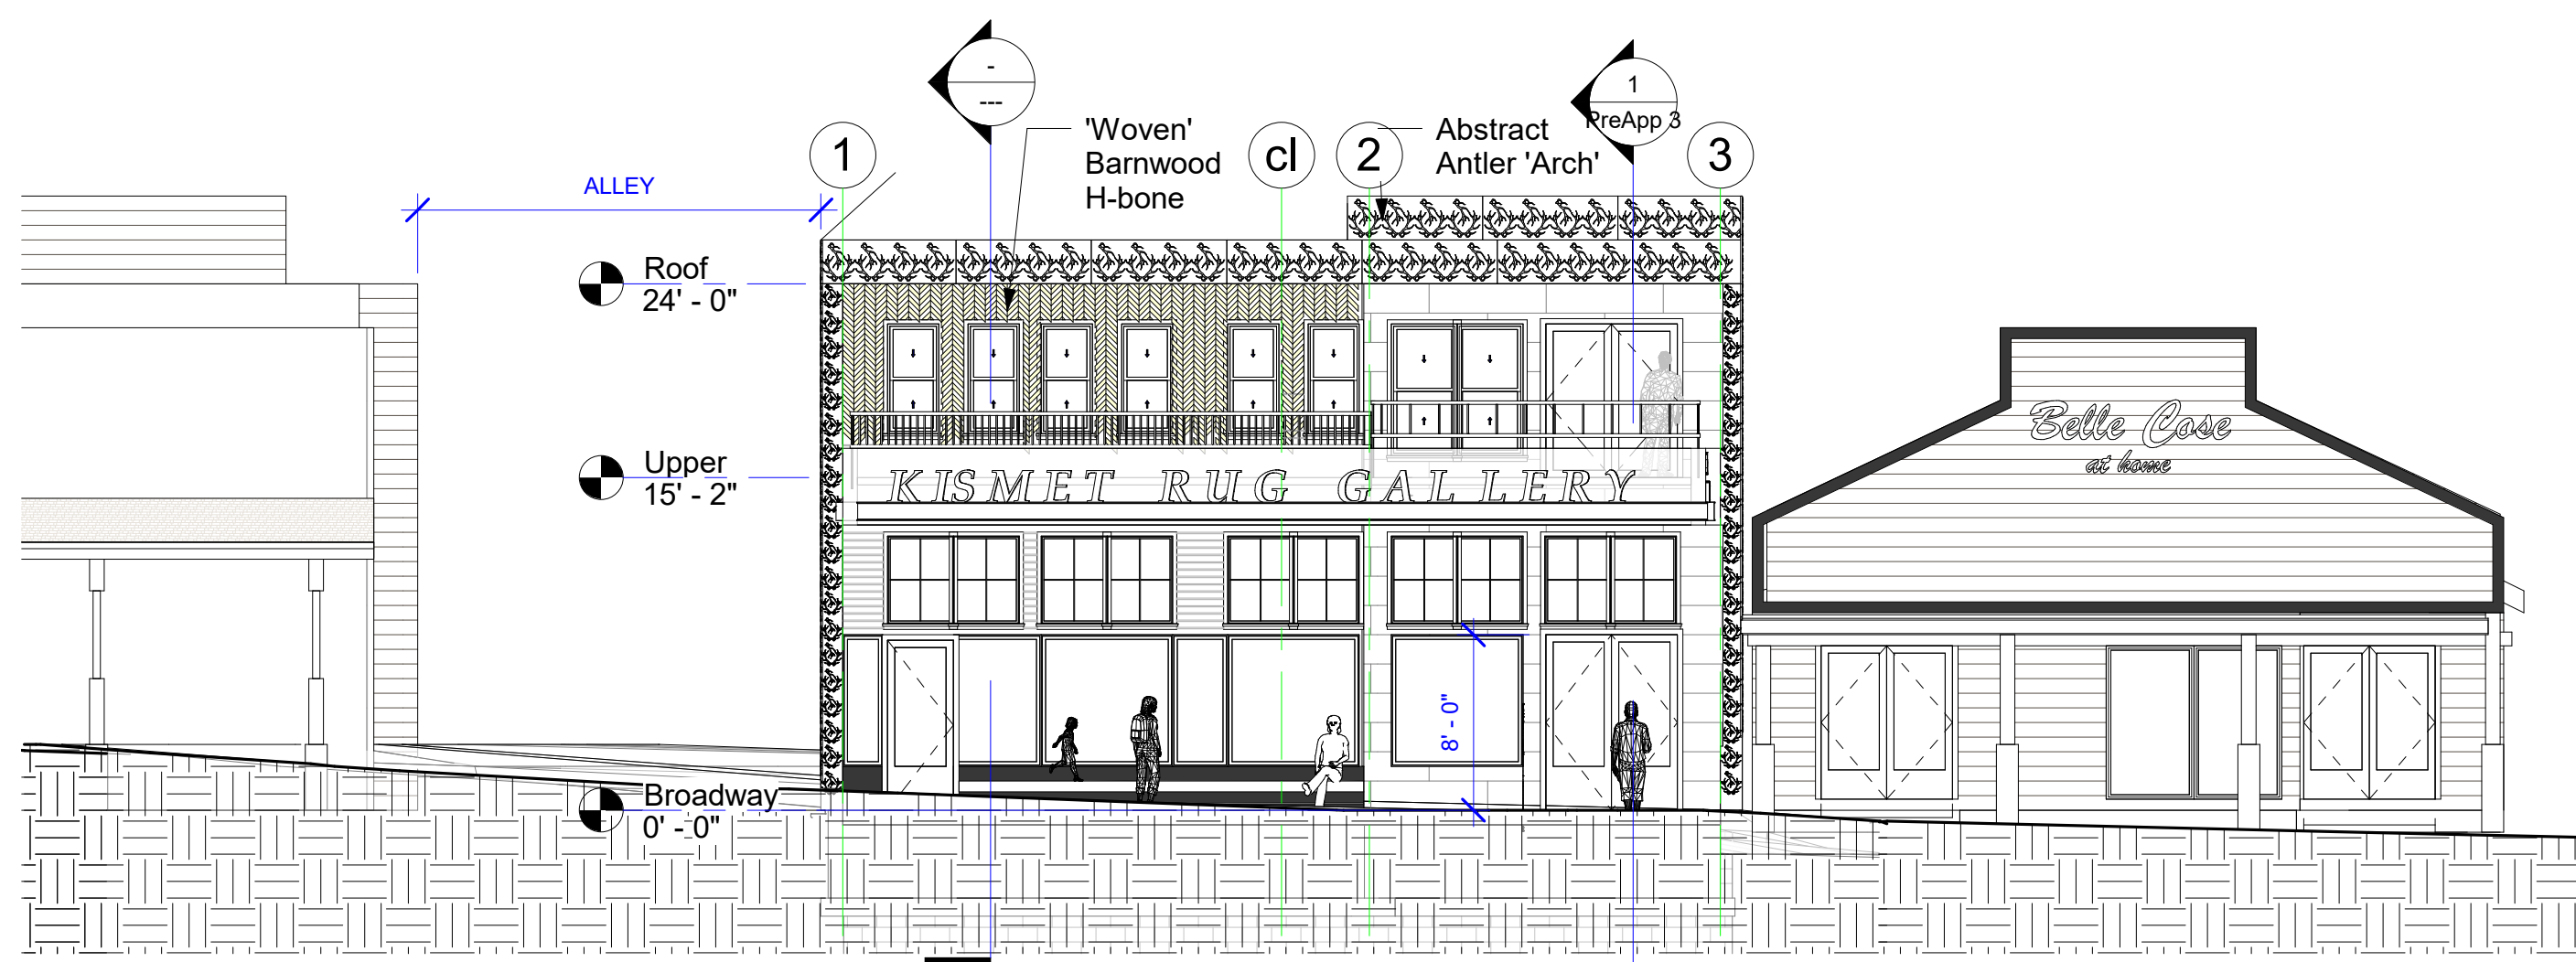 -
---
1
PreApp 3
1
'Woven'
Barnwood
H-bone
cl
2
Abstract
Antler 'Arch'
3
ALLEY
Roof
24' - 0"
Upper
15' - 2"
KISMET RUG GALLERY
Belle Cose
at home
8' - 0"
Broadway
0' - 0"